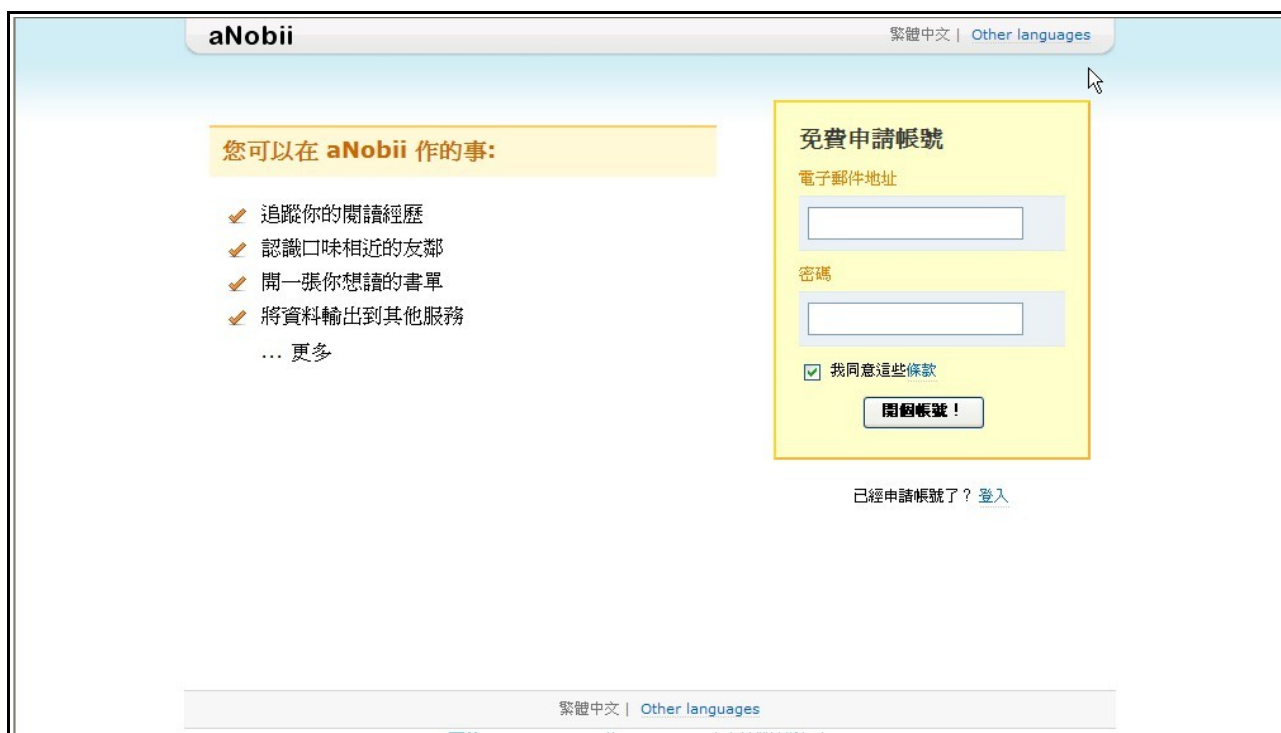 aNobii
繁體中文 | Other languages
您可以在 aNobii 作的事:
追蹤你的閱讀經歷
認識口味相近的友鄰
開一張你想讀的書單
將資料輸出到其他服務
... 更多
免費申請帳號
電子郵件地址
密碼
我同意這些條款
開個帳號！
已經申請帳號了？ 登入
繁體中文 | Other languages